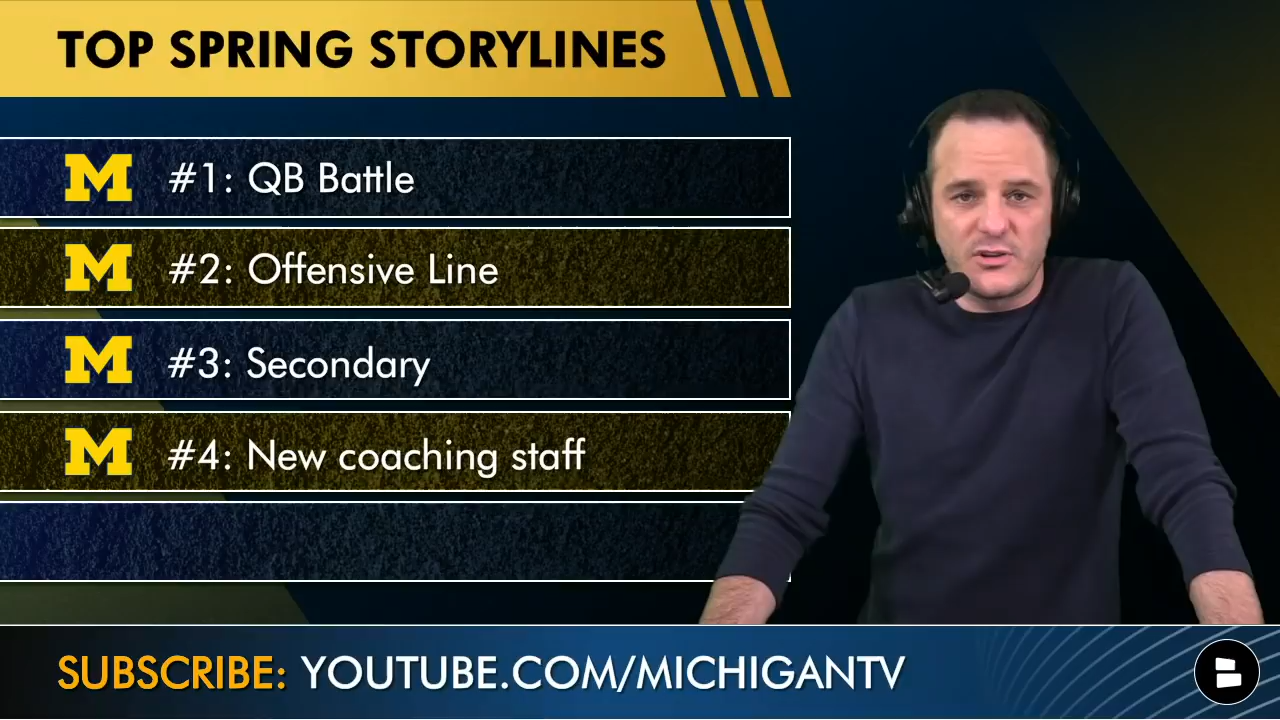 TOP SPRING STORYLINES
M #1: QB Battle
M #2: Offensive Line
M #3: Secondary
M #4: New coaching staff
SUBSCRIBE: YOUTUBE.COM/MICHIGANTV